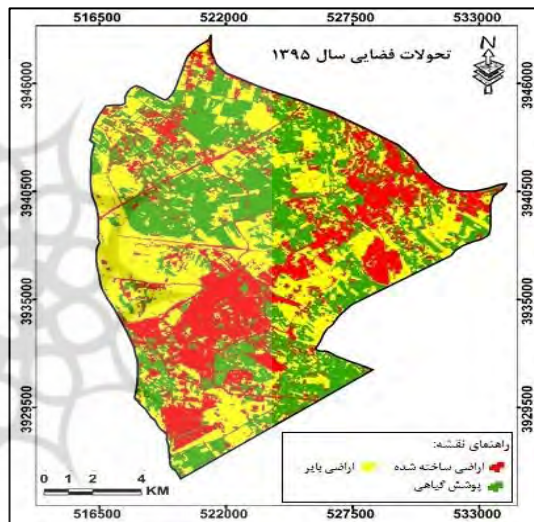 516500 522000 527500 533000
تحولات فضایی سال ۱۳۹۵
N
3946000 3946000
3940500 3940500
3935000 3935000
3929500 3929500
راهنمای نقشه:
اراضی ساخته شده اراضی بایر
پوشش گیاهی
0 1 2 4
KM
516500 522000 527500 533000